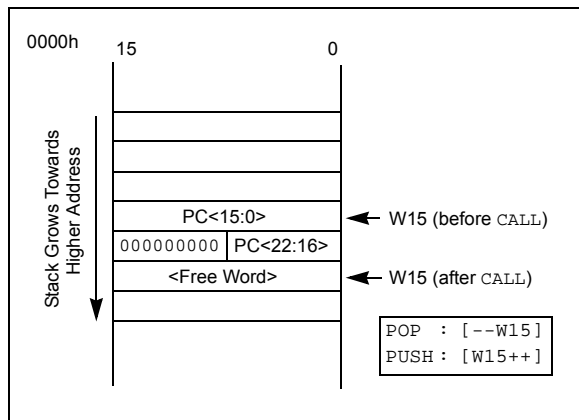 0000h
15 0
Stack Grows Towards
Higher Address
PC<15:0>
W15 (before CALL)
000000000 PC<22:16>
<Free Word>
W15 (after CALL)
POP : [--W15]
PUSH : [W15++]